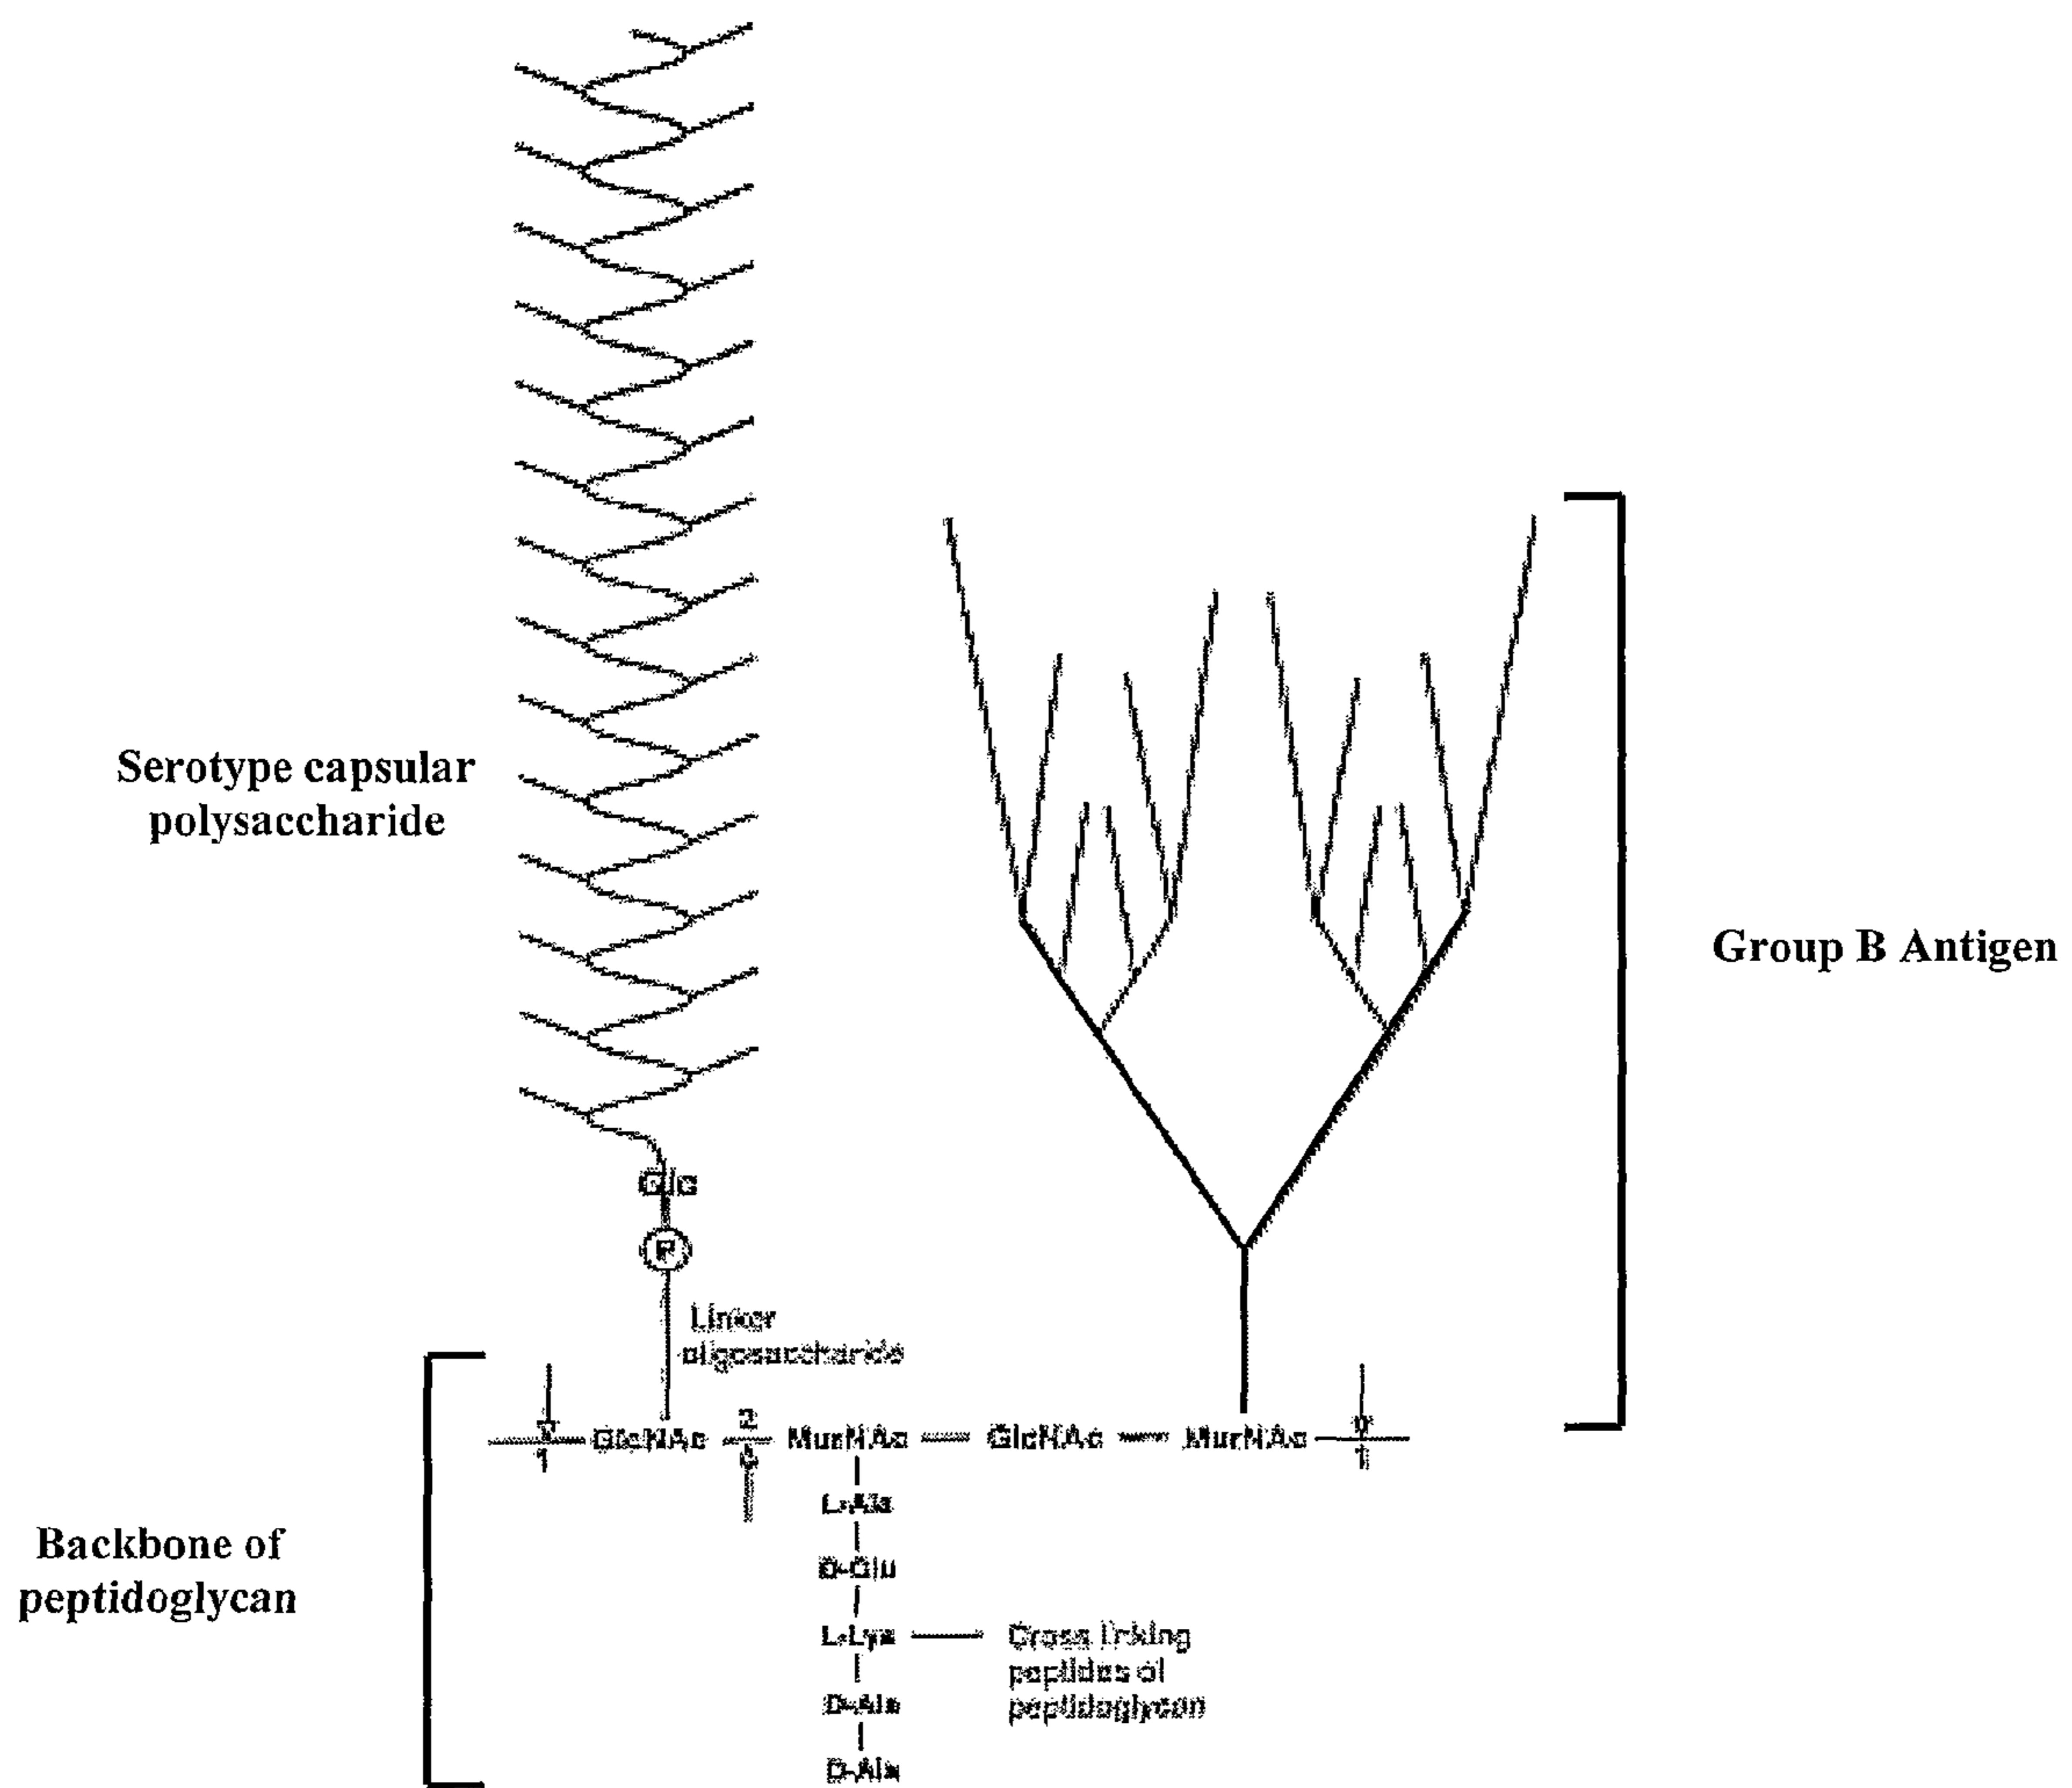 Serotype capsular
polysaccharide
Group B Antigen
Glc
P
Linker
oligosaccharide
GlcNAc
2
MurNAc
GlcNAc
MurNAc
1
1
L-Ala
D-Glu
Backbone of
peptidoglycan
L-Lys
Cross linking
peptides of
peptidoglycan
D-Ala
D-Ala